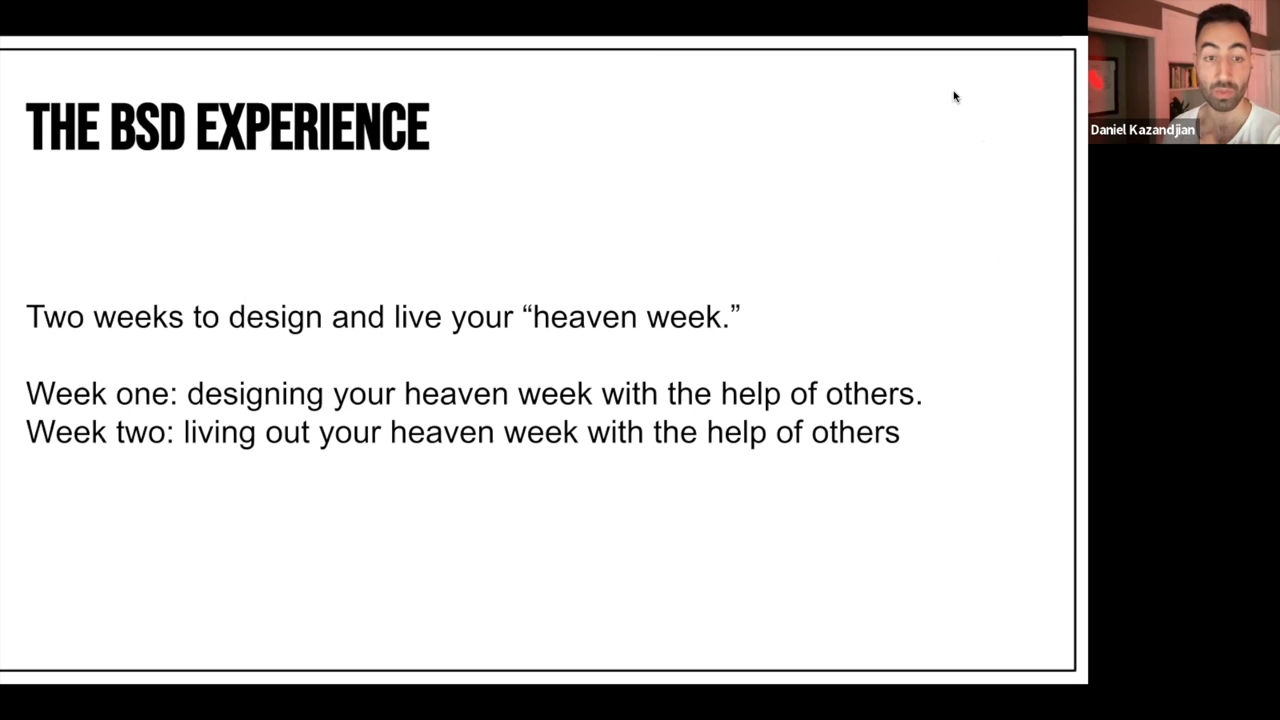 THE BSD EXPERIENCE
Two weeks to design and live your “heaven week.”
Week one: designing your heaven week with the help of others.
Week two: living out your heaven week with the help of others
Daniel Kazandjian